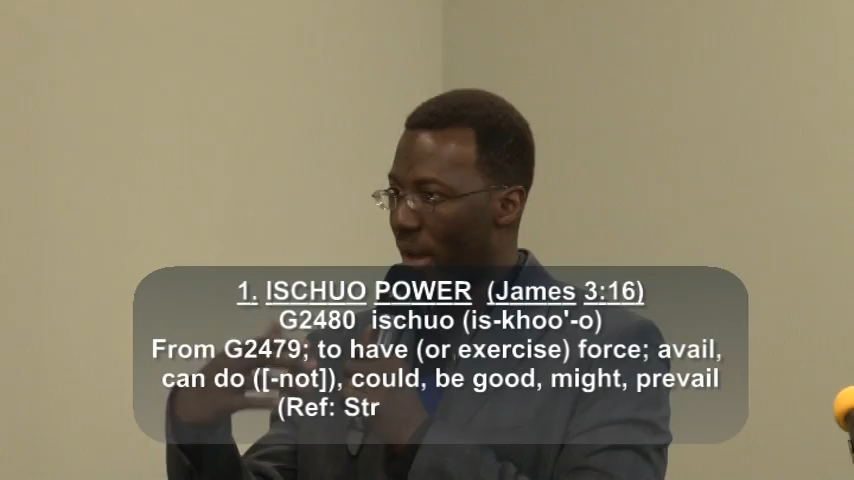 1. ISCHUO POWER (James 3:16)
G2480 ischuo (is-khoo'-o)
From G2479; to have (or exercise) force; avail,
can do ([-not]), could, be good, might, prevail
(Ref: Str